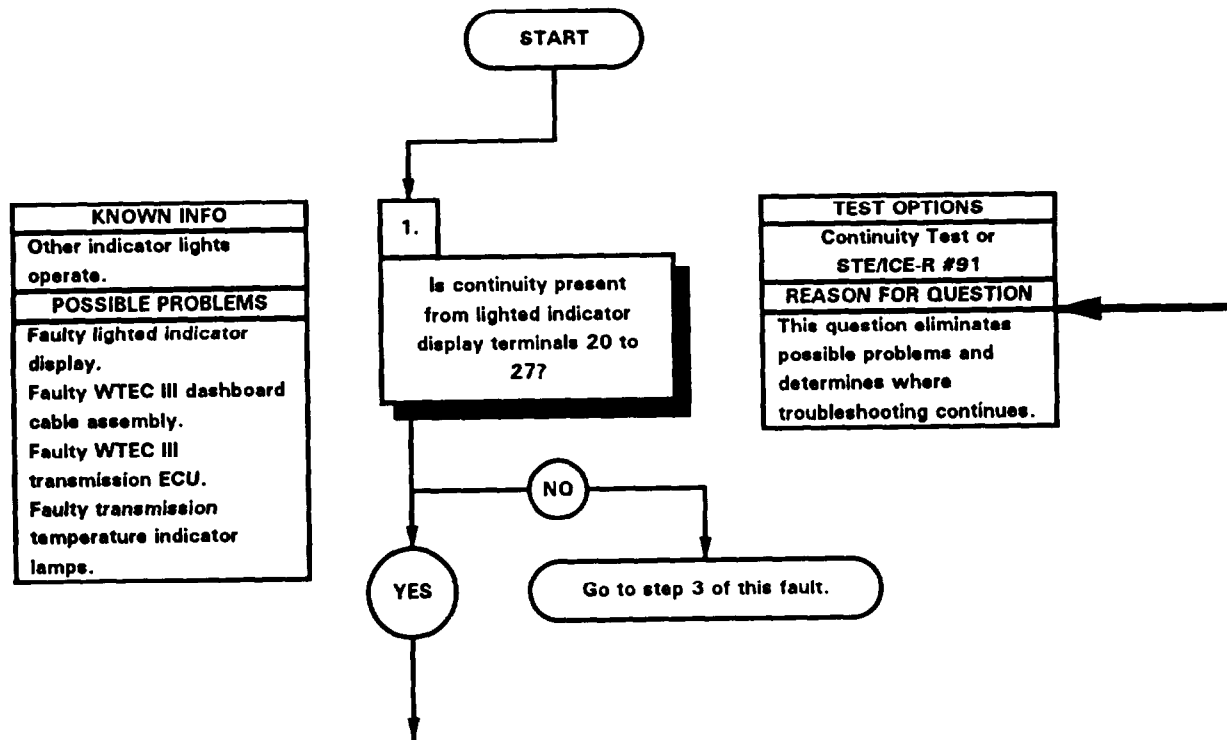 START
KNOWN INFO
Other indicator lights
operate.
POSSIBLE PROBLEMS
Faulty lighted indicator
display.
Faulty WTEC III dashboard
cable assembly.
Faulty WTEC III
transmission ECU.
Faulty transmission
temperature indicator
lamps.
1.
Is continuity present
from lighted indicator
display terminals 20 to
27?
TEST OPTIONS
Continuity Test or
STE/ICE-R #91
REASON FOR QUESTION
This question eliminates
possible problems and
determines where
troubleshooting continues.
NO
YES
Go to step 3 of this fault.